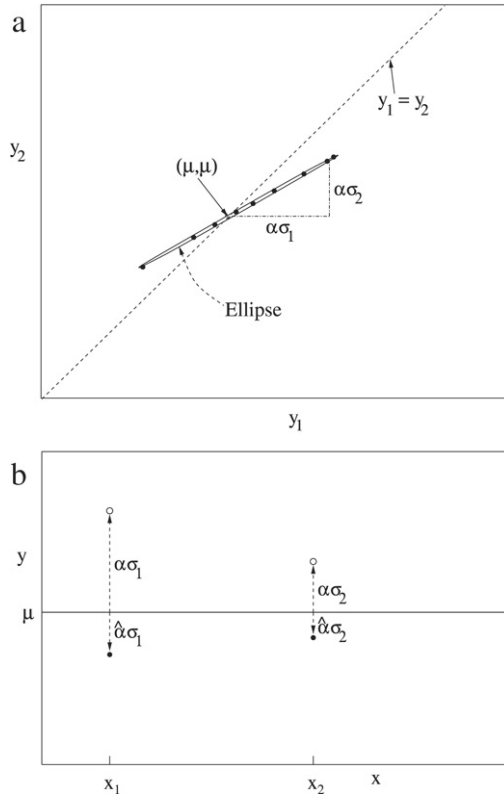 a
y₁ = y₂
y₂
(μ,μ)
ασ₂
ασ₁
Ellipse
y₁
b
y
ασ₁
ασ₂
μ
α̂σ₁
α̂σ₂
x₁
x₂
x